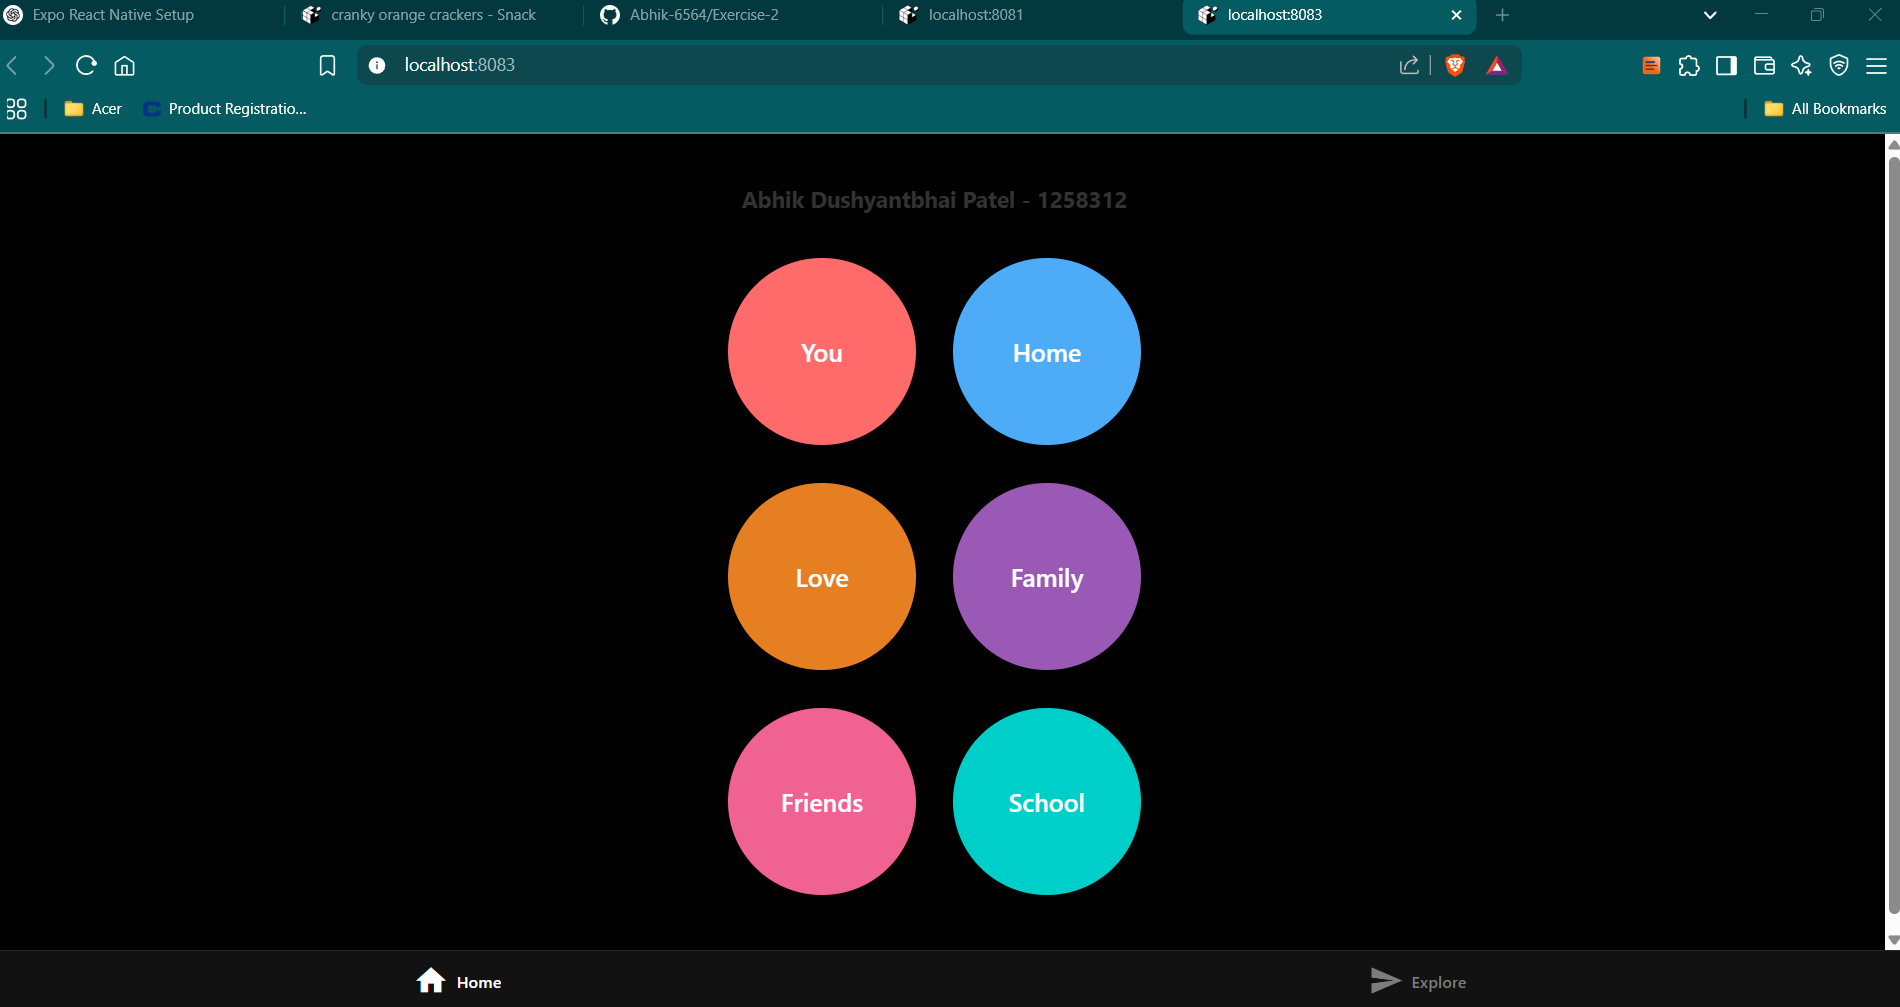 Expo React Native Setup
cranky orange crackers - Snack
Abhik-6564/Exercise-2
localhost:8081
localhost:8083
localhost:8083
Acer
Product Registratio...
All Bookmarks
Abhik Dushyantbhai Patel - 1258312
You
Home
Love
Family
Friends
School
Home
Explore